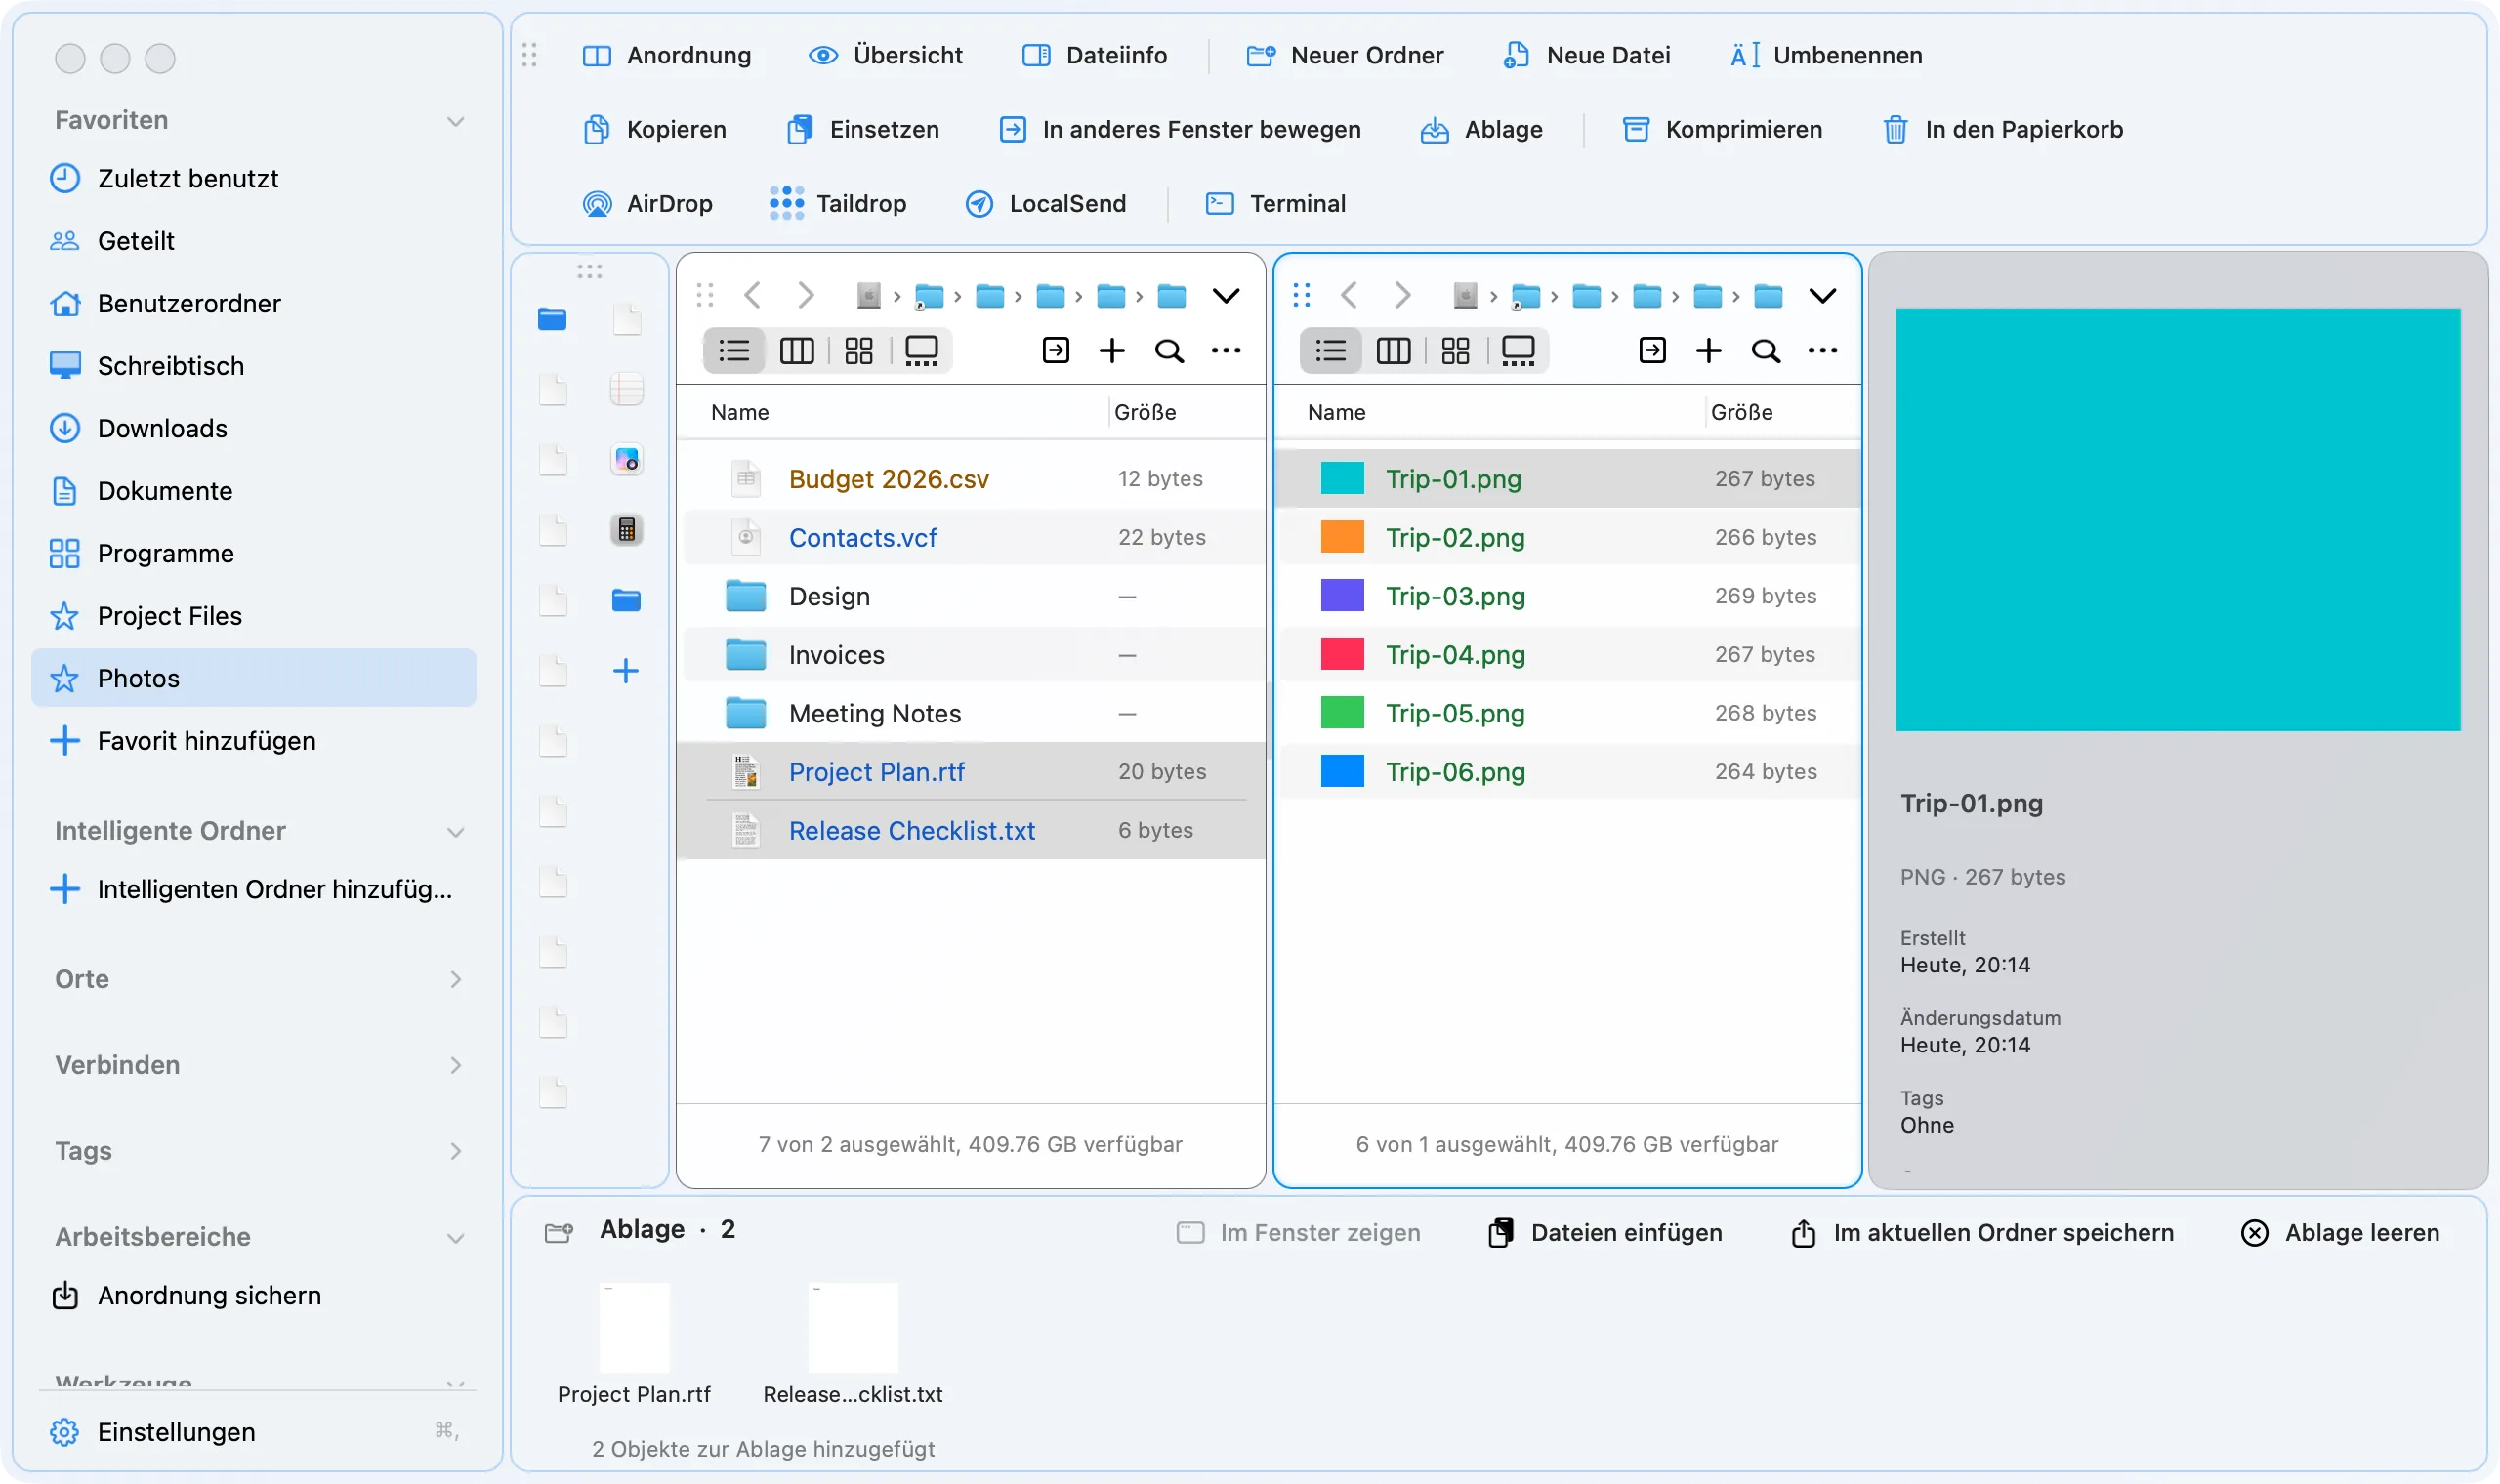 Favoriten
Zuletzt benutzt
Geteilt
Benutzerordner
Schreibtisch
Downloads
Dokumente
Programme
Project Files
Photos
Favorit hinzufügen
Intelligente Ordner
Intelligenten Ordner hinzufüg...
Orte
Verbinden
Tags
Arbeitsbereiche
Anordnung sichern
Werkzeuge
Einstellungen ⌘,
Anordnung Übersicht Dateiinfo Neuer Ordner Neue Datei Umbenennen
Kopieren Einsetzen In anderes Fenster bewegen Ablage Komprimieren In den Papierkorb
AirDrop Taildrop LocalSend Terminal
Name Größe
Budget 2026.csv 12 bytes
Contacts.vcf 22 bytes
Design —
Invoices —
Meeting Notes —
Project Plan.rtf 20 bytes
Release Checklist.txt 6 bytes
7 von 2 ausgewählt, 409.76 GB verfügbar
Name Größe
Trip-01.png 267 bytes
Trip-02.png 266 bytes
Trip-03.png 269 bytes
Trip-04.png 267 bytes
Trip-05.png 268 bytes
Trip-06.png 264 bytes
6 von 1 ausgewählt, 409.76 GB verfügbar
Trip-01.png
PNG · 267 bytes
Erstellt
Heute, 20:14
Änderungsdatum
Heute, 20:14
Tags
Ohne
Ablage · 2 Im Fenster zeigen Dateien einfügen Im aktuellen Ordner speichern Ablage leeren
Project Plan.rtf Release...cklist.txt
2 Objekte zur Ablage hinzugefügt